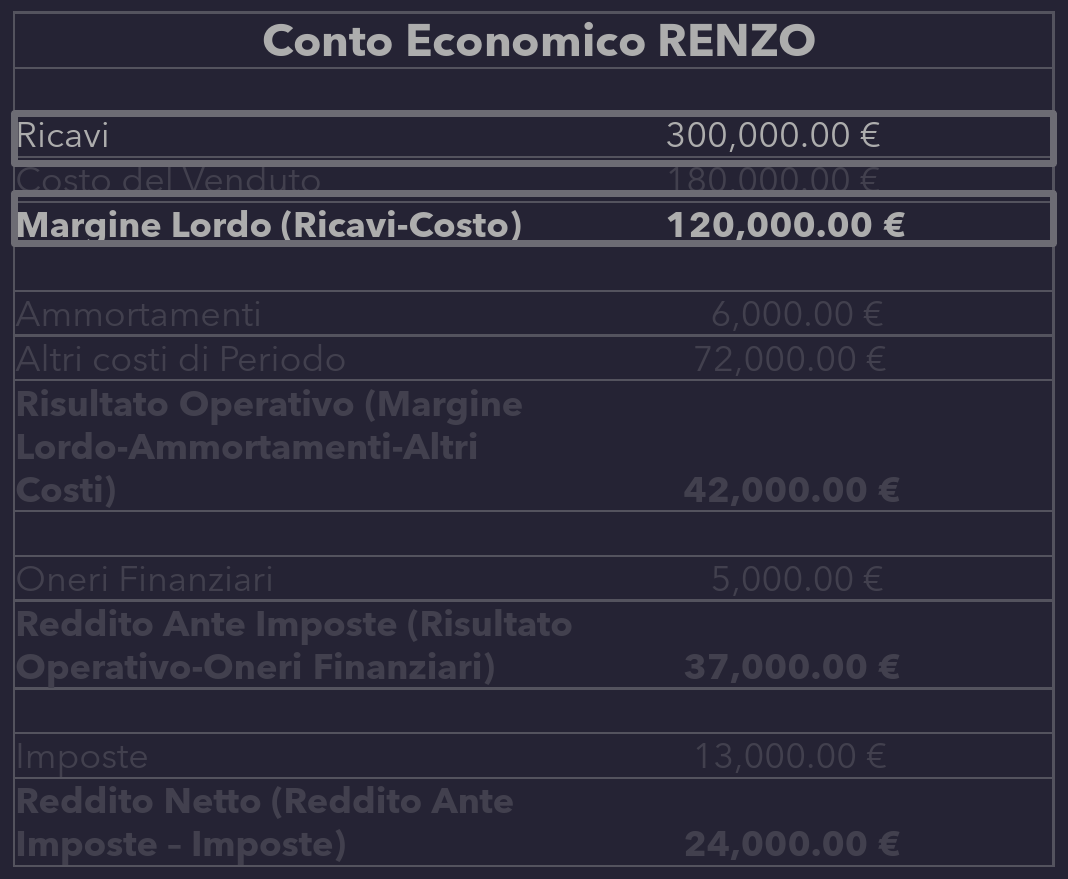 Conto Economico RENZO
Ricavi 300,000.00 €
Costo del Venduto 180,000.00 €
Margine Lordo (Ricavi-Costo) 120,000.00 €
Ammortamenti 6,000.00 €
Altri costi di Periodo 72,000.00 €
Risultato Operativo (Margine
Lordo-Ammortamenti-Altri
Costi) 42,000.00 €
Oneri Finanziari 5,000.00 €
Reddito Ante Imposte (Risultato
Operativo-Oneri Finanziari) 37,000.00 €
Imposte 13,000.00 €
Reddito Netto (Reddito Ante
Imposte – Imposte) 24,000.00 €